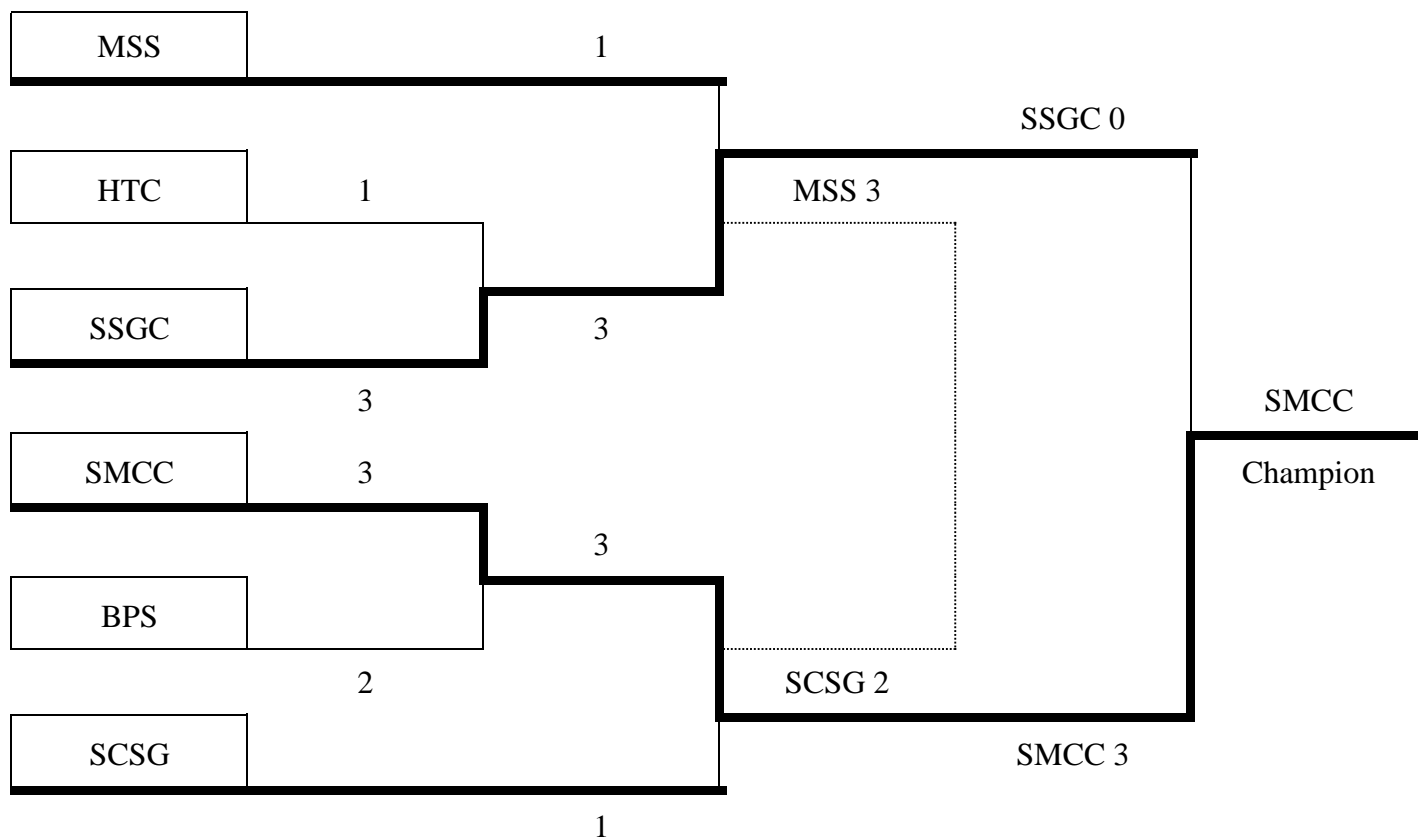 MSS 1
SSGC 0
HTC 1 MSS 3
SSGC 3
3 SMCC
SMCC 3 Champion
3
BPS
2 SCSG 2
SCSG SMCC 3
1